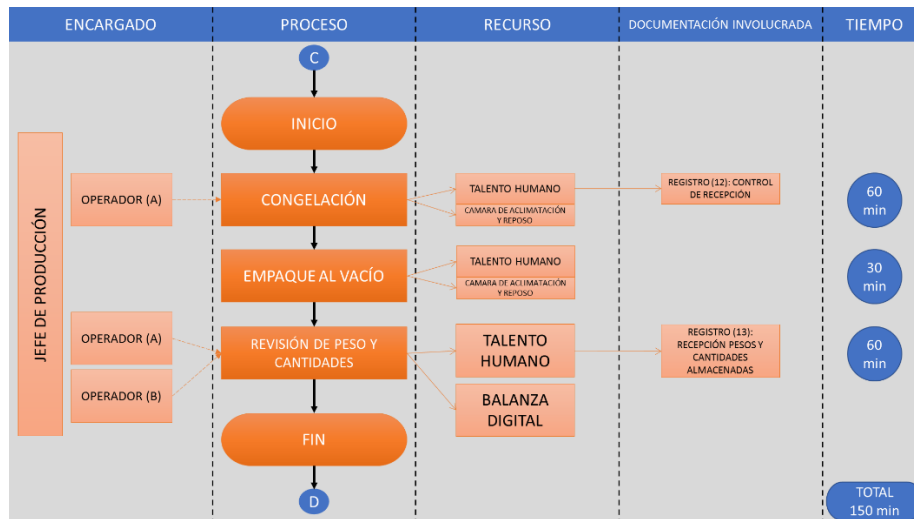 ENCARGADO
PROCESO
RECURSO
DOCUMENTACIÓN INVOLUCRADA
TIEMPO
C
INICIO
JEFE DE PRODUCCIÓN
OPERADOR (A)
CONGELACIÓN
TALENTO HUMANO
CAMARA DE ACLIMATACIÓN
Y REPOSO
REGISTRO (12): CONTROL
DE RECEPCIÓN
60
min
EMPAQUE AL VACÍO
TALENTO HUMANO
CAMARA DE ACLIMATACIÓN
Y REPOSO
30
min
OPERADOR (A)
OPERADOR (B)
REVISIÓN DE PESO Y
CANTIDADES
TALENTO
HUMANO
BALANZA
DIGITAL
REGISTRO (13):
RECEPCIÓN PESOS Y
CANTIDADES
ALMACENADAS
60
min
FIN
D
TOTAL
150 min